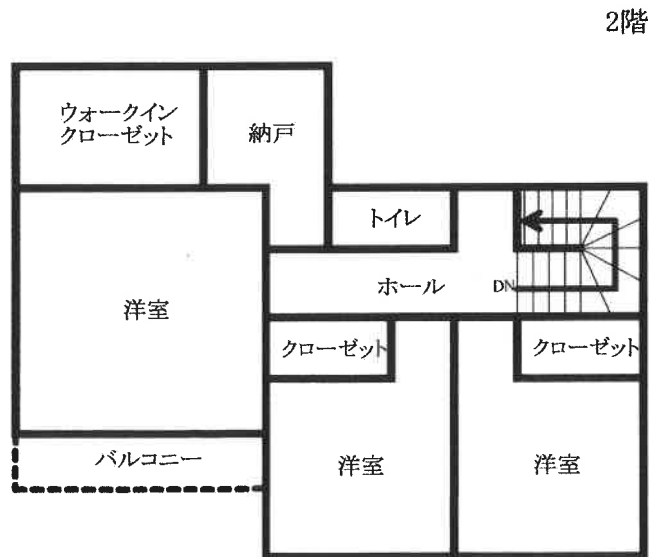 2階
ウォークイン
クローゼット
納戸
トイレ
ホール
DN
洋室
クローゼット
クローゼット
バルコニー
洋室
洋室